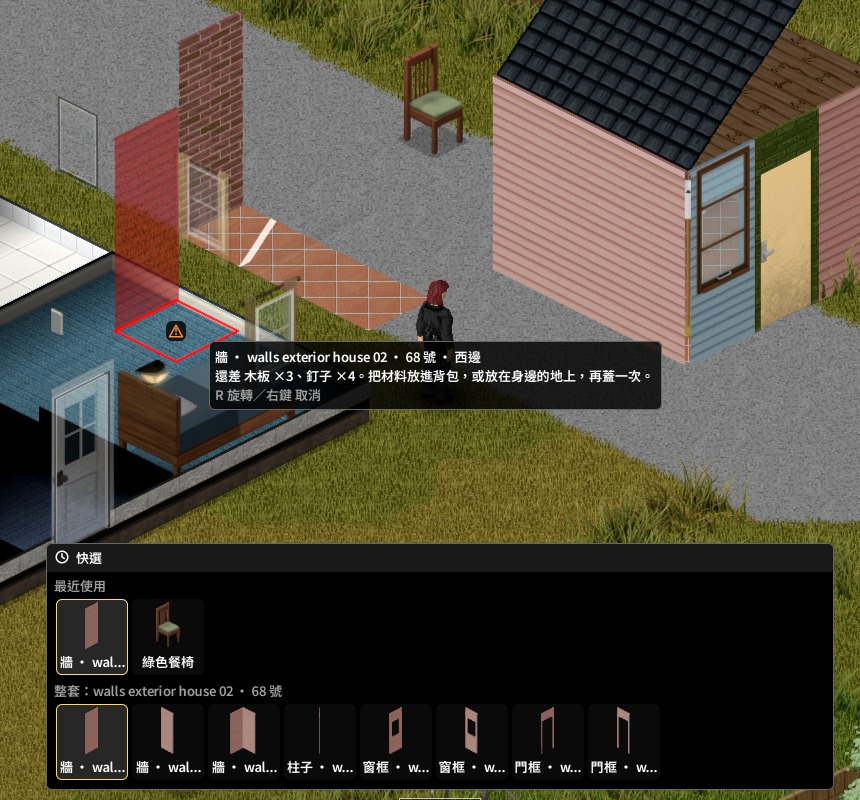 牆 · walls exterior house 02 · 68 號 · 西邊
還差 木板 ×3、釘子 ×4。把材料放進背包，或放在身邊的地上，再蓋一次。
R 旋轉／右鍵 取消
快選
最近使用
牆 · wal...
綠色餐椅
整套：walls exterior house 02 · 68 號
牆 · wal...
牆 · wal...
牆 · wal...
柱子 · w...
窗框 · w...
窗框 · w...
門框 · w...
門框 · w...